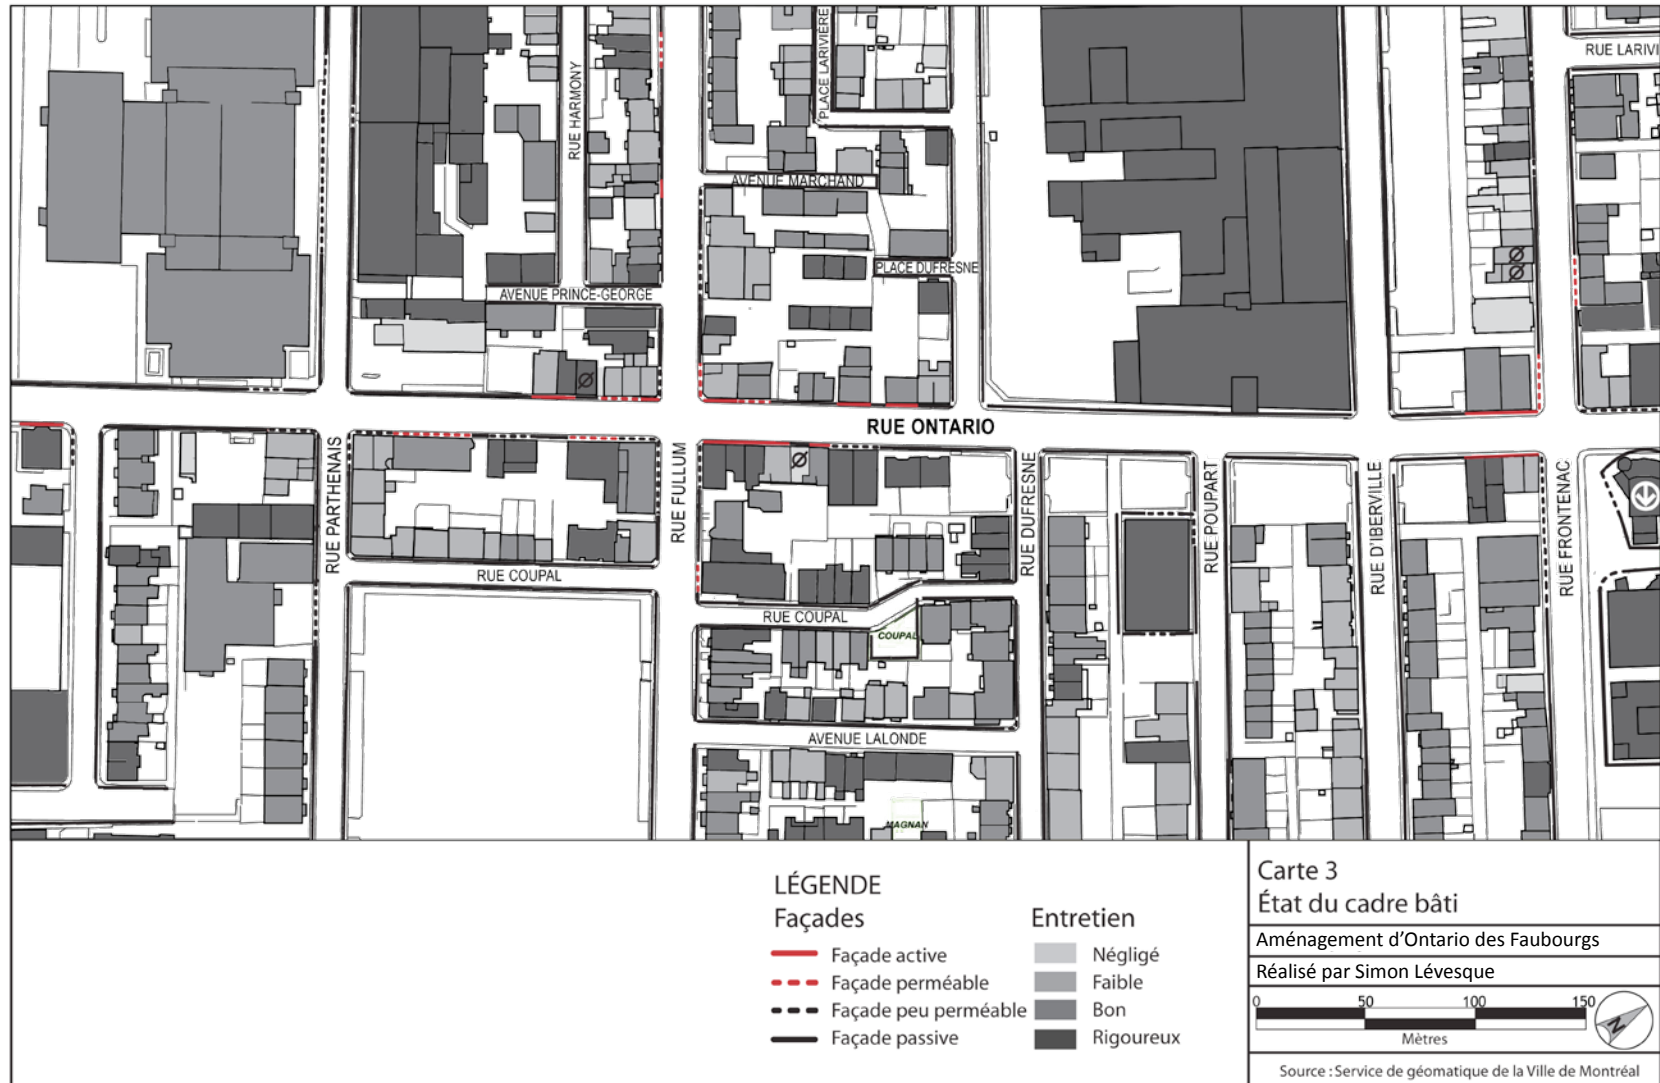 RUE LARIVI
PLACE LARIVIÈRE
RUE HARMONY
AVENUE MARCHAND
PLACE DUFRESNE
AVENUE PRINCE-GEORGE
RUE ONTARIO
RUE PARTHENAIS
RUE FULLUM
RUE DUFRESNE
RUE POUPART
RUE D'IBERVILLE
RUE FRONTENAC
RUE COUPAL
RUE COUPAL
COUPAL
AVENUE LALONDE
MAGNAN
LÉGENDE
Façades
Façade active
Façade perméable
Façade peu perméable
Façade passive
Entretien
Négligé
Faible
Bon
Rigoureux
Carte 3
État du cadre bâti
Aménagement d'Ontario des Faubourgs
Réalisé par Simon Lévesque
0 50 100 150
Mètres
N
Source : Service de géomatique de la Ville de Montréal